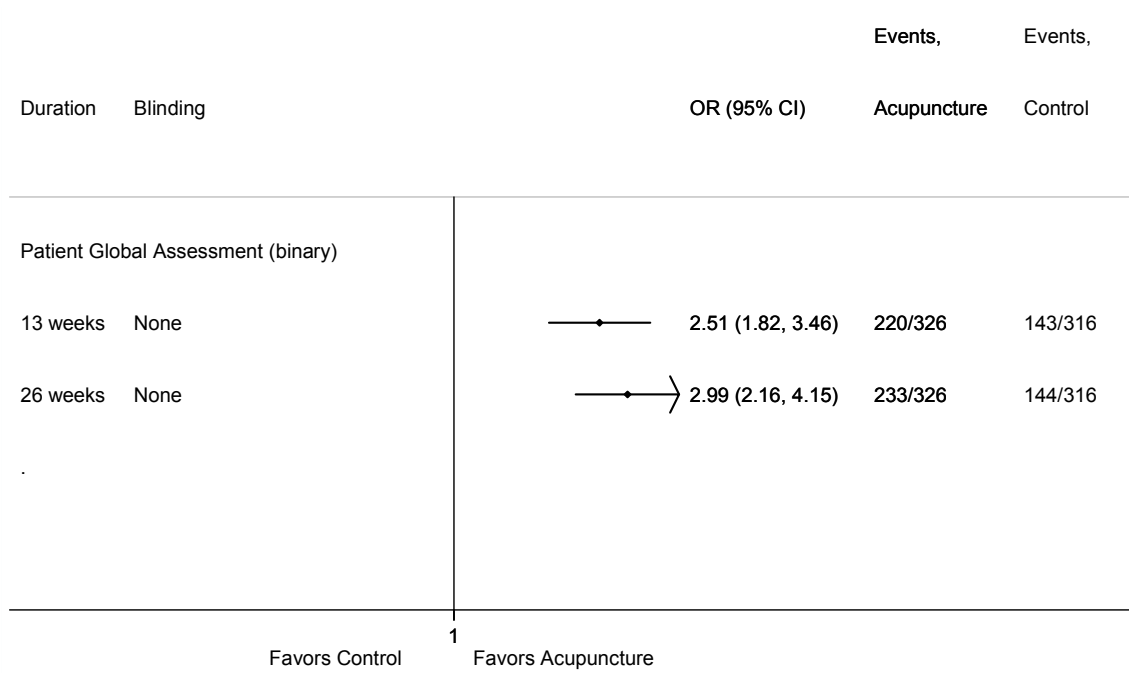 Events, Events,
Duration Blinding OR (95% CI) Acupuncture Control
Patient Global Assessment (binary)
13 weeks None 2.51 (1.82, 3.46) 220/326 143/316
26 weeks None 2.99 (2.16, 4.15) 233/326 144/316
.
1
Favors Control Favors Acupuncture